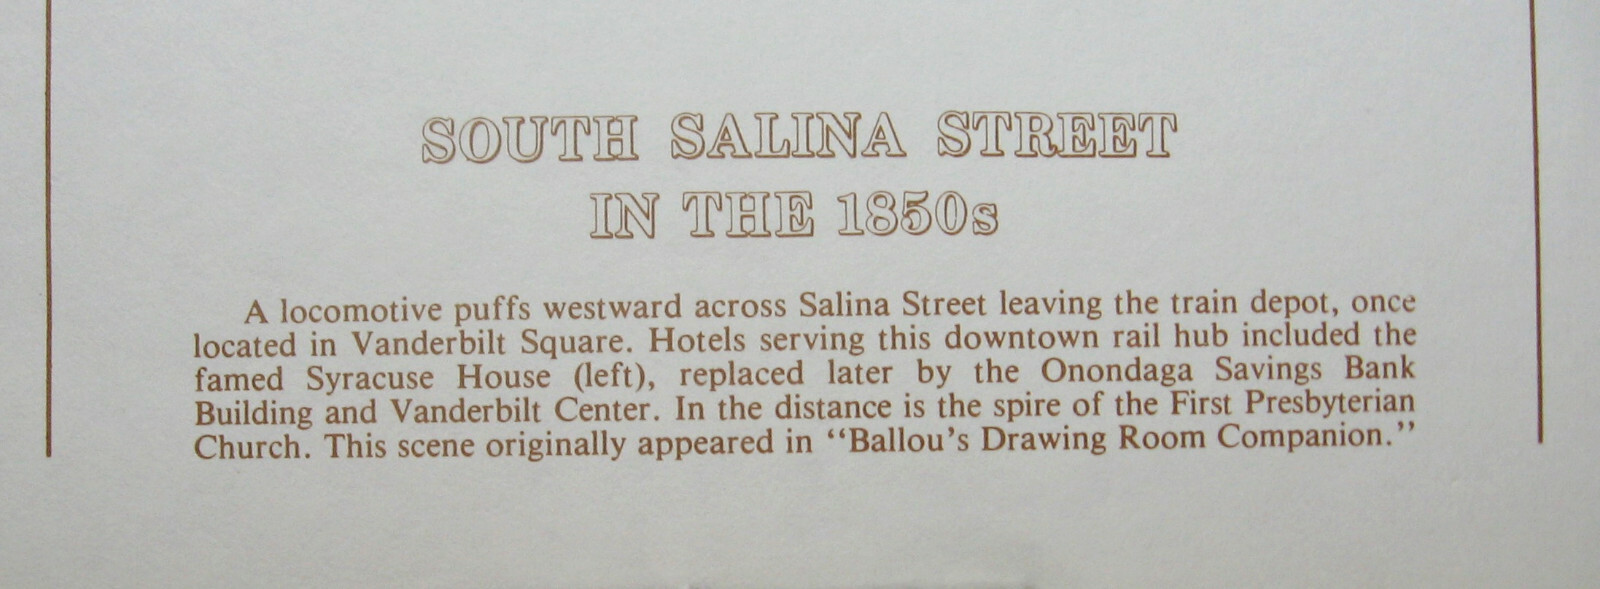 SOUTH SALINA STREET
IN THE 1850s
A locomotive puffs westward across Salina Street leaving the train depot, once
located in Vanderbilt Square. Hotels serving this downtown rail hub included the
famed Syracuse House (left), replaced later by the Onondaga Savings Bank
Building and Vanderbilt Center. In the distance is the spire of the First Presbyterian
Church. This scene originally appeared in “Ballou’s Drawing Room Companion.”